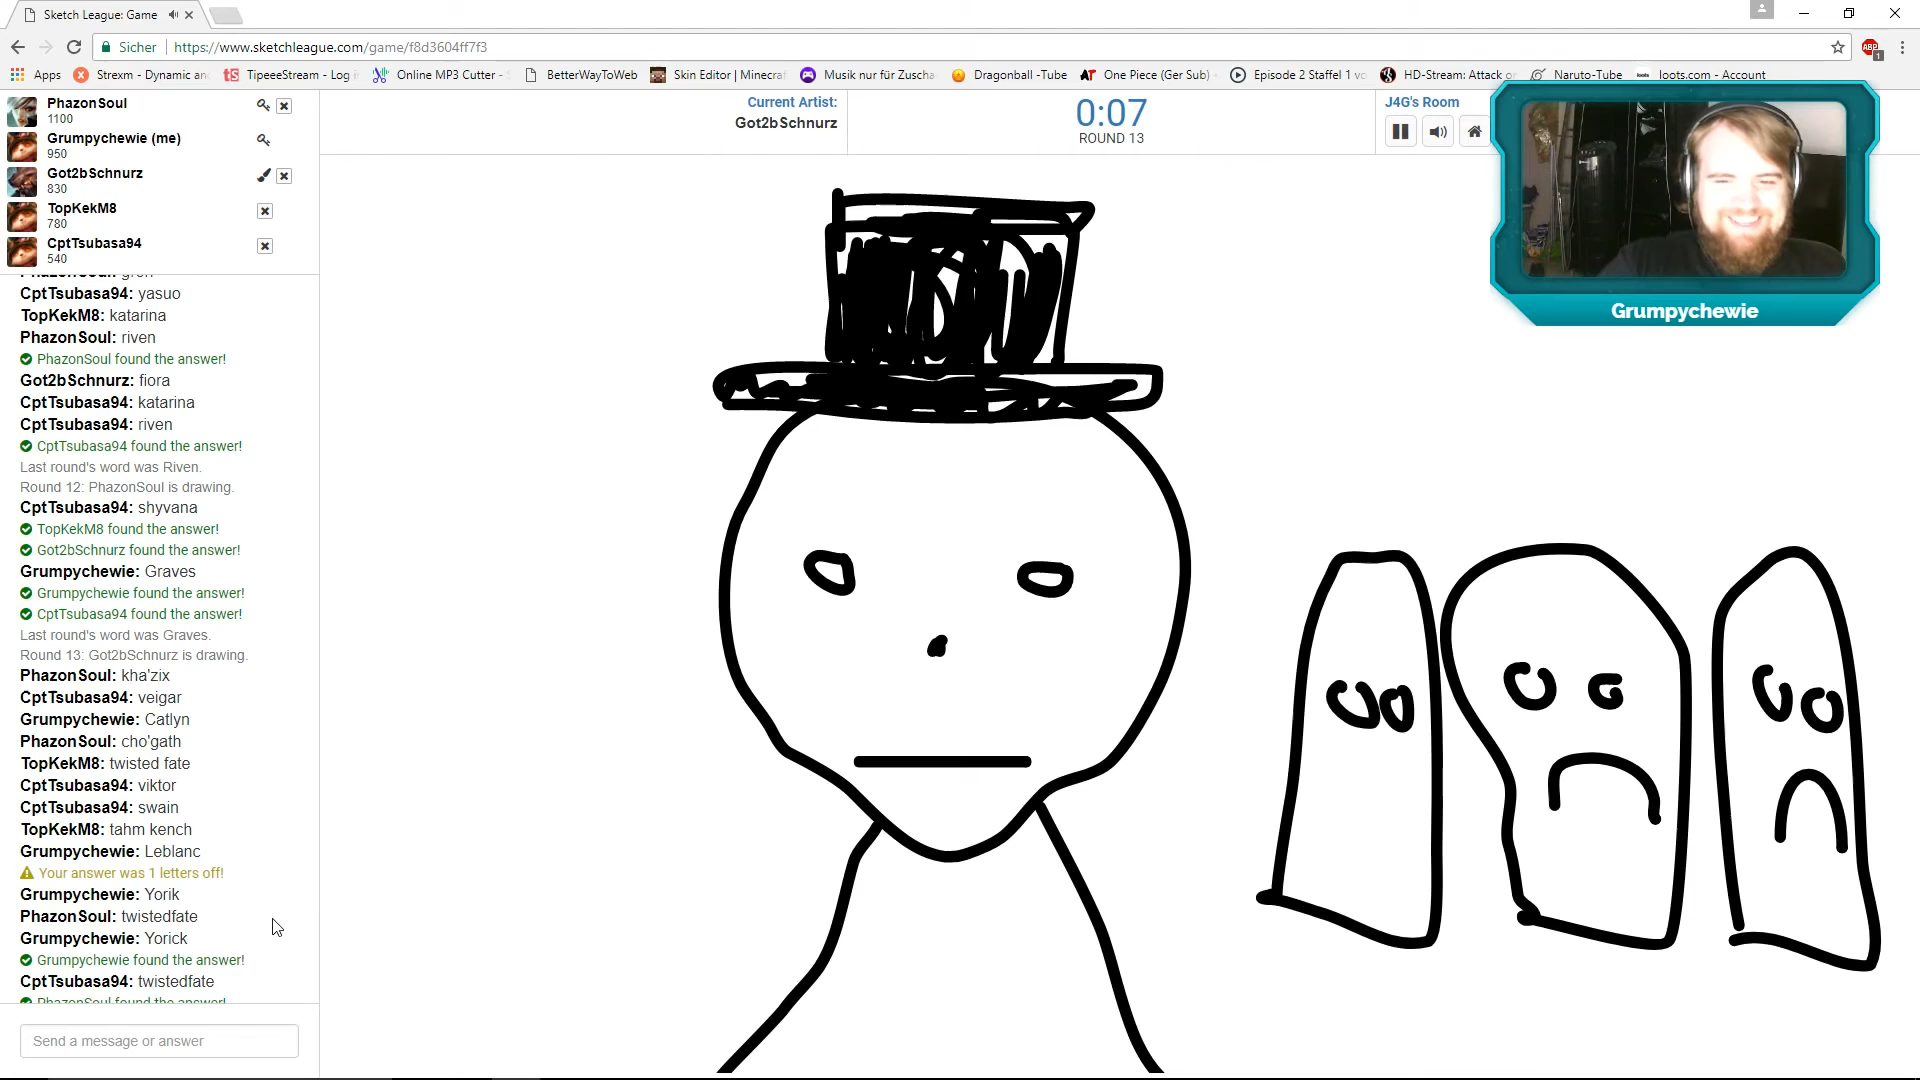 Sketch League: Game
Sicher
https://www.sketchleague.com/game/f8d3604ff7f3
ABP
1
Apps
Strexm - Dynamic an
TipeeeStream - Log i
Online MP3 Cutter -
BetterWayToWeb
Skin Editor | Minecra
Musik nur für Zuscha
Dragonball -Tube
One Piece (Ger Sub)
Episode 2 Staffel 1 vo
HD-Stream: Attack o
Naruto-Tube
loots.com - Account
PhazonSoul
1100
Grumpychewie (me)
950
Got2bSchnurz
830
TopKekM8
780
CptTsubasa94
540
Current Artist:
Got2bSchnurz
0:07
ROUND 13
J4G's Room
Grumpychewie
CptTsubasa94: yasuo
TopKekM8: katarina
PhazonSoul: riven
PhazonSoul found the answer!
Got2bSchnurz: fiora
CptTsubasa94: katarina
CptTsubasa94: riven
CptTsubasa94 found the answer!
Last round's word was Riven.
Round 12: PhazonSoul is drawing.
CptTsubasa94: shyvana
TopKekM8 found the answer!
Got2bSchnurz found the answer!
Grumpychewie: Graves
Grumpychewie found the answer!
CptTsubasa94 found the answer!
Last round's word was Graves.
Round 13: Got2bSchnurz is drawing.
PhazonSoul: kha'zix
CptTsubasa94: veigar
Grumpychewie: Catlyn
PhazonSoul: cho'gath
TopKekM8: twisted fate
CptTsubasa94: viktor
CptTsubasa94: swain
TopKekM8: tahm kench
Grumpychewie: Leblanc
Your answer was 1 letters off!
Grumpychewie: Yorik
PhazonSoul: twistedfate
Grumpychewie: Yorick
Grumpychewie found the answer!
CptTsubasa94: twistedfate
PhazonSoul found the answer!
Send a message or answer